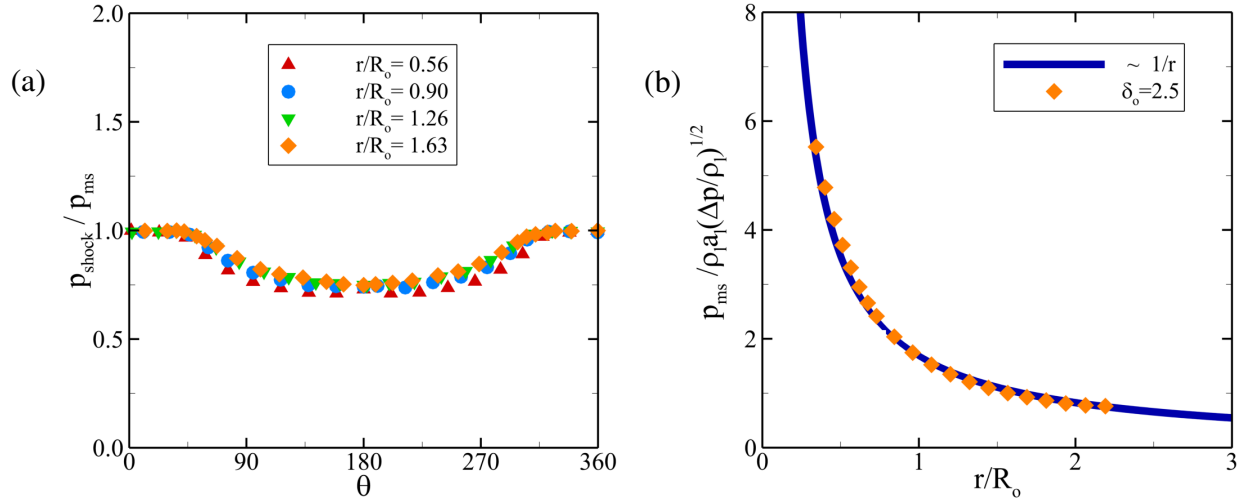 (a)
2.0
1.5
1.0
0.5
0.0
p_shock / p_ms
r/R_o = 0.56
r/R_o = 0.90
r/R_o = 1.26
r/R_o = 1.63
0 90 180 270 360
θ
(b)
8
6
4
2
0
p_ms /ρ_l a_l(Δp/ρ_l)^1/2
~ 1/r
δ_o=2.5
0 1 2 3
r/R_o